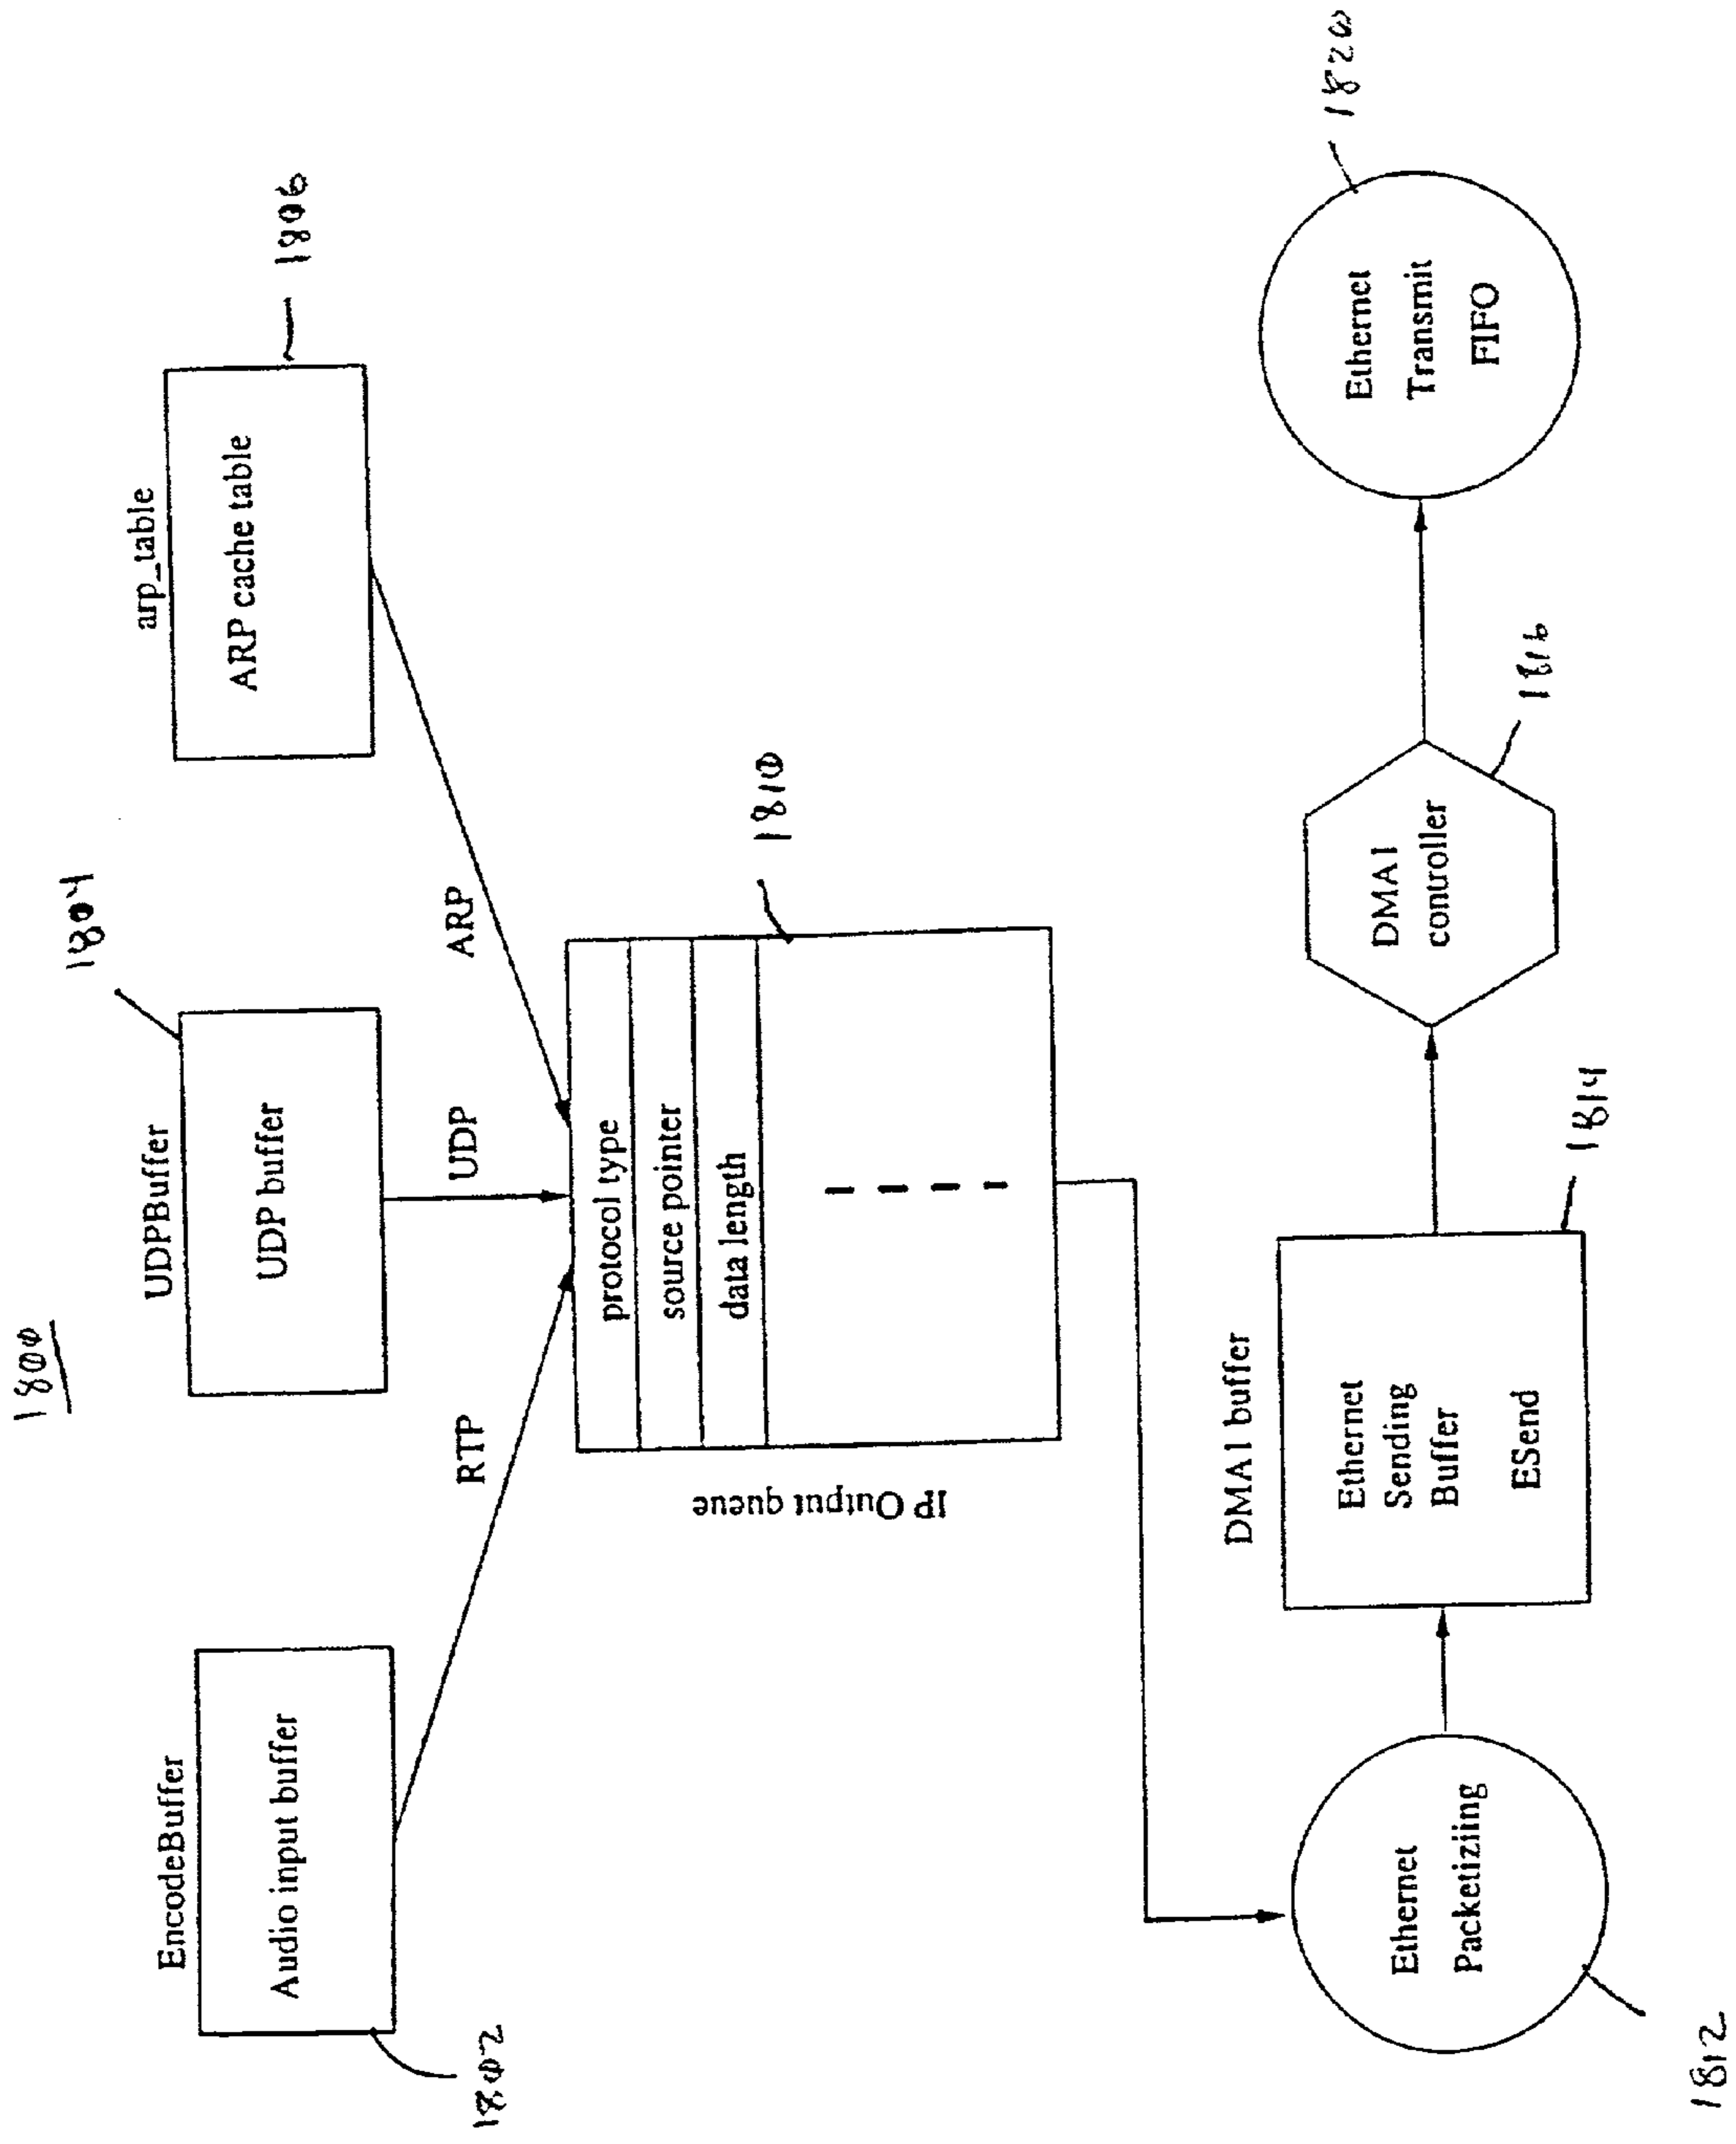 1800
EncodeBuffer
Audio input buffer
1802
UDPBuffer
UDP buffer
1804
arp_table
ARP cache table
1806
RTP
UDP
ARP
IP Output queue
protocol type
source pointer
data length
1810
Ethernet
Packetiziing
1812
DMA1 buffer
Ethernet
Sending
Buffer
ESend
1814
DMA1
controller
1816
Ethernet
Transmit
FIFO
1820